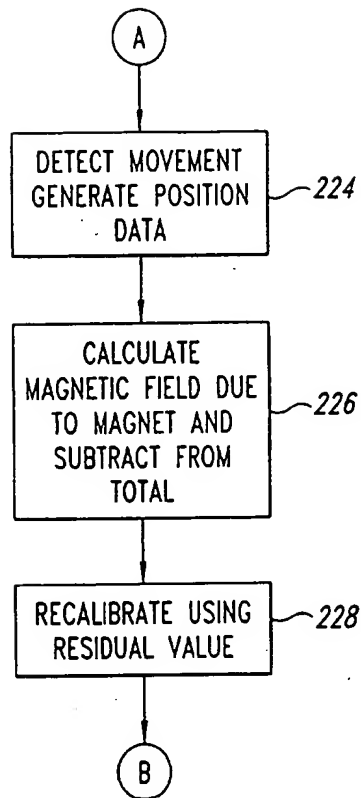 A
DETECT MOVEMENT
GENERATE POSITION
DATA
224
CALCULATE
MAGNETIC FIELD DUE
TO MAGNET AND
SUBTRACT FROM
TOTAL
226
RECALIBRATE USING
RESIDUAL VALUE
228
B